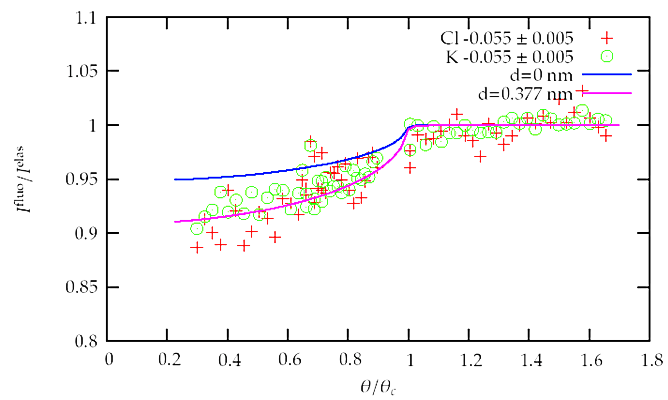 1.1
1.05
1
0.95
0.9
0.85
0.8
I^fluo/I^elas
Cl -0.055 ± 0.005
K -0.055 ± 0.005
d=0 nm
d=0.377 nm
0 0.2 0.4 0.6 0.8 1 1.2 1.4 1.6 1.8
θ/θ_c